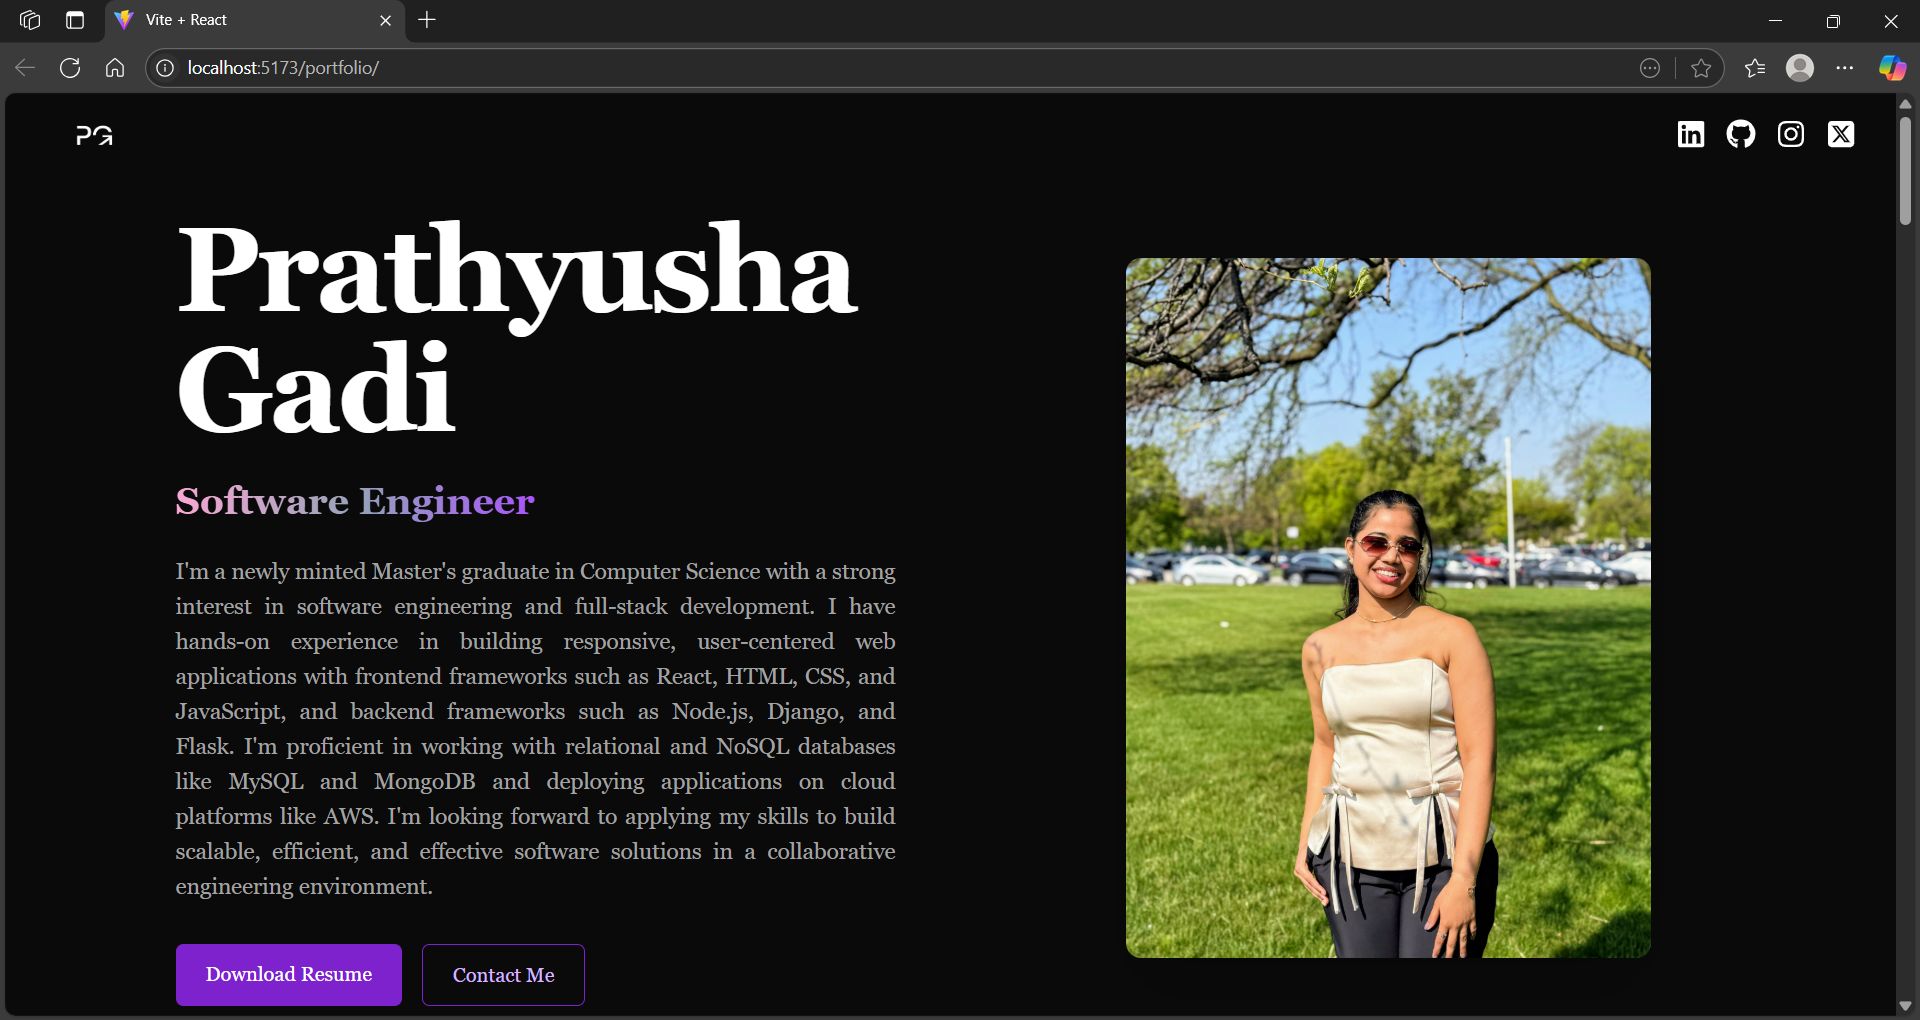 Vite + React
localhost:5173/portfolio/
PG
Prathyusha
Gadi
Software Engineer
I'm a newly minted Master's graduate in Computer Science with a strong
interest in software engineering and full-stack development. I have
hands-on experience in building responsive, user-centered web
applications with frontend frameworks such as React, HTML, CSS, and
JavaScript, and backend frameworks such as Node.js, Django, and
Flask. I'm proficient in working with relational and NoSQL databases
like MySQL and MongoDB and deploying applications on cloud
platforms like AWS. I'm looking forward to applying my skills to build
scalable, efficient, and effective software solutions in a collaborative
engineering environment.
Download Resume
Contact Me